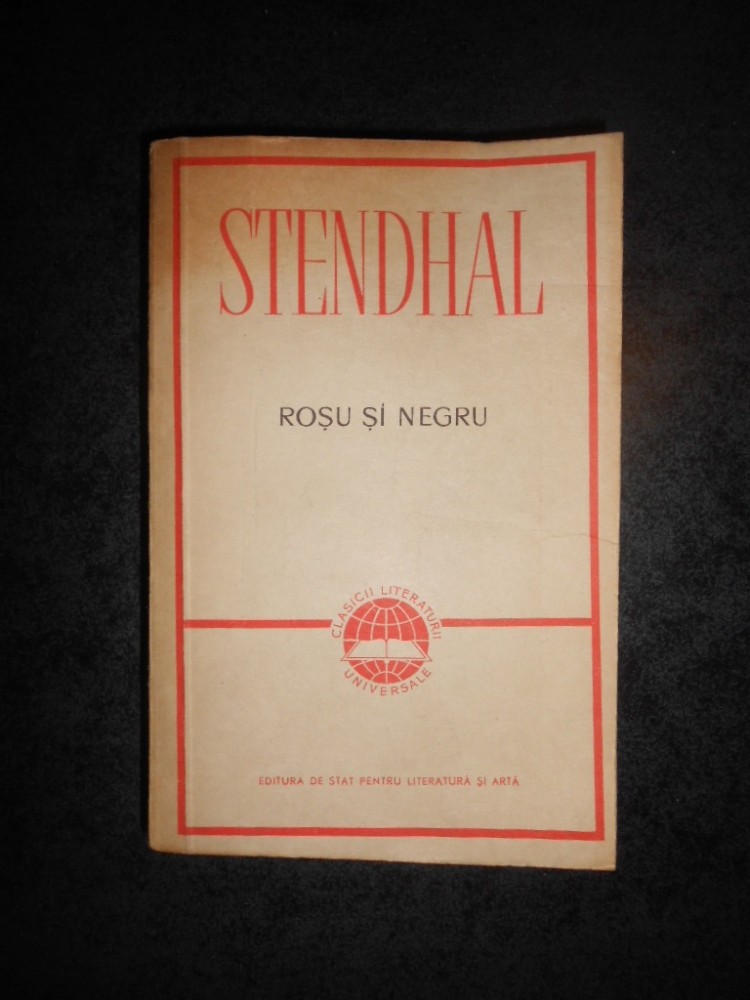 STENDHAL
ROȘU ȘI NEGRU
CLASICII LITERATURII
UNIVERSALE
EDITURA DE STAT PENTRU LITERATURĂ ȘI ARTĂ